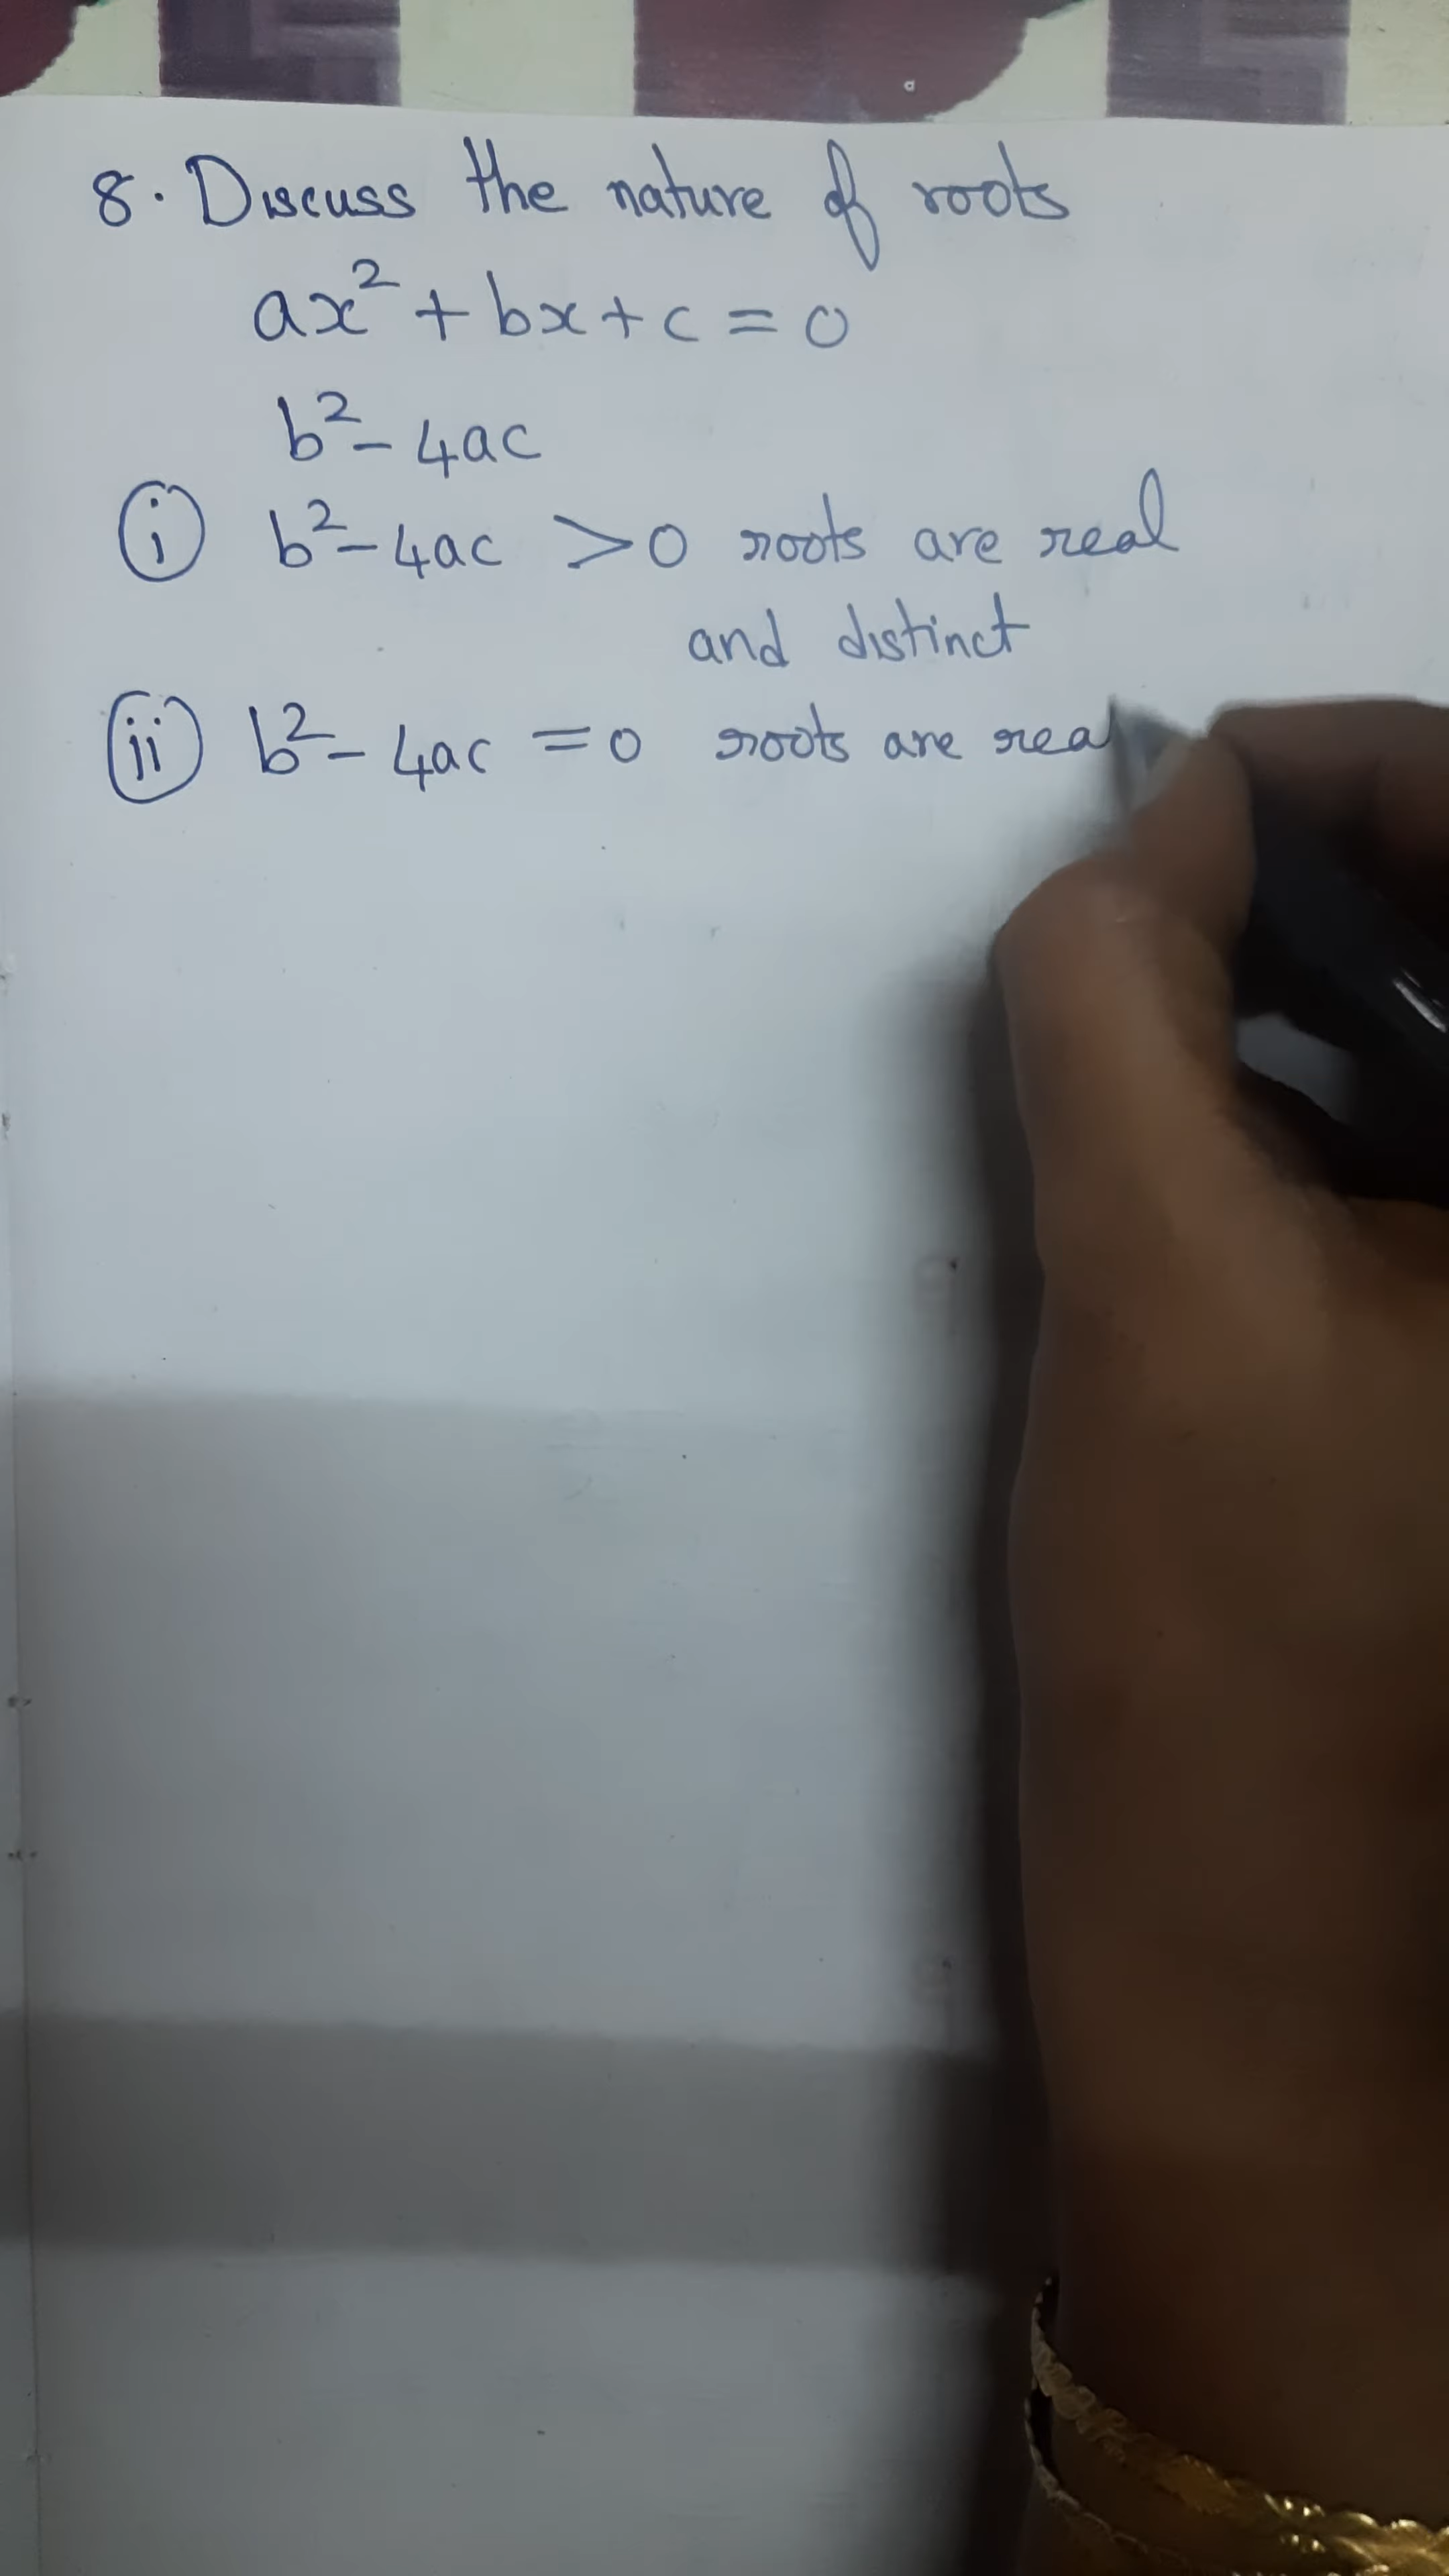 8. Discuss the nature of roots
ax² + bx + c = 0
b² - 4ac
(i) b² - 4ac > 0 roots are real
and distinct
(ii) b² - 4ac = 0 roots are real